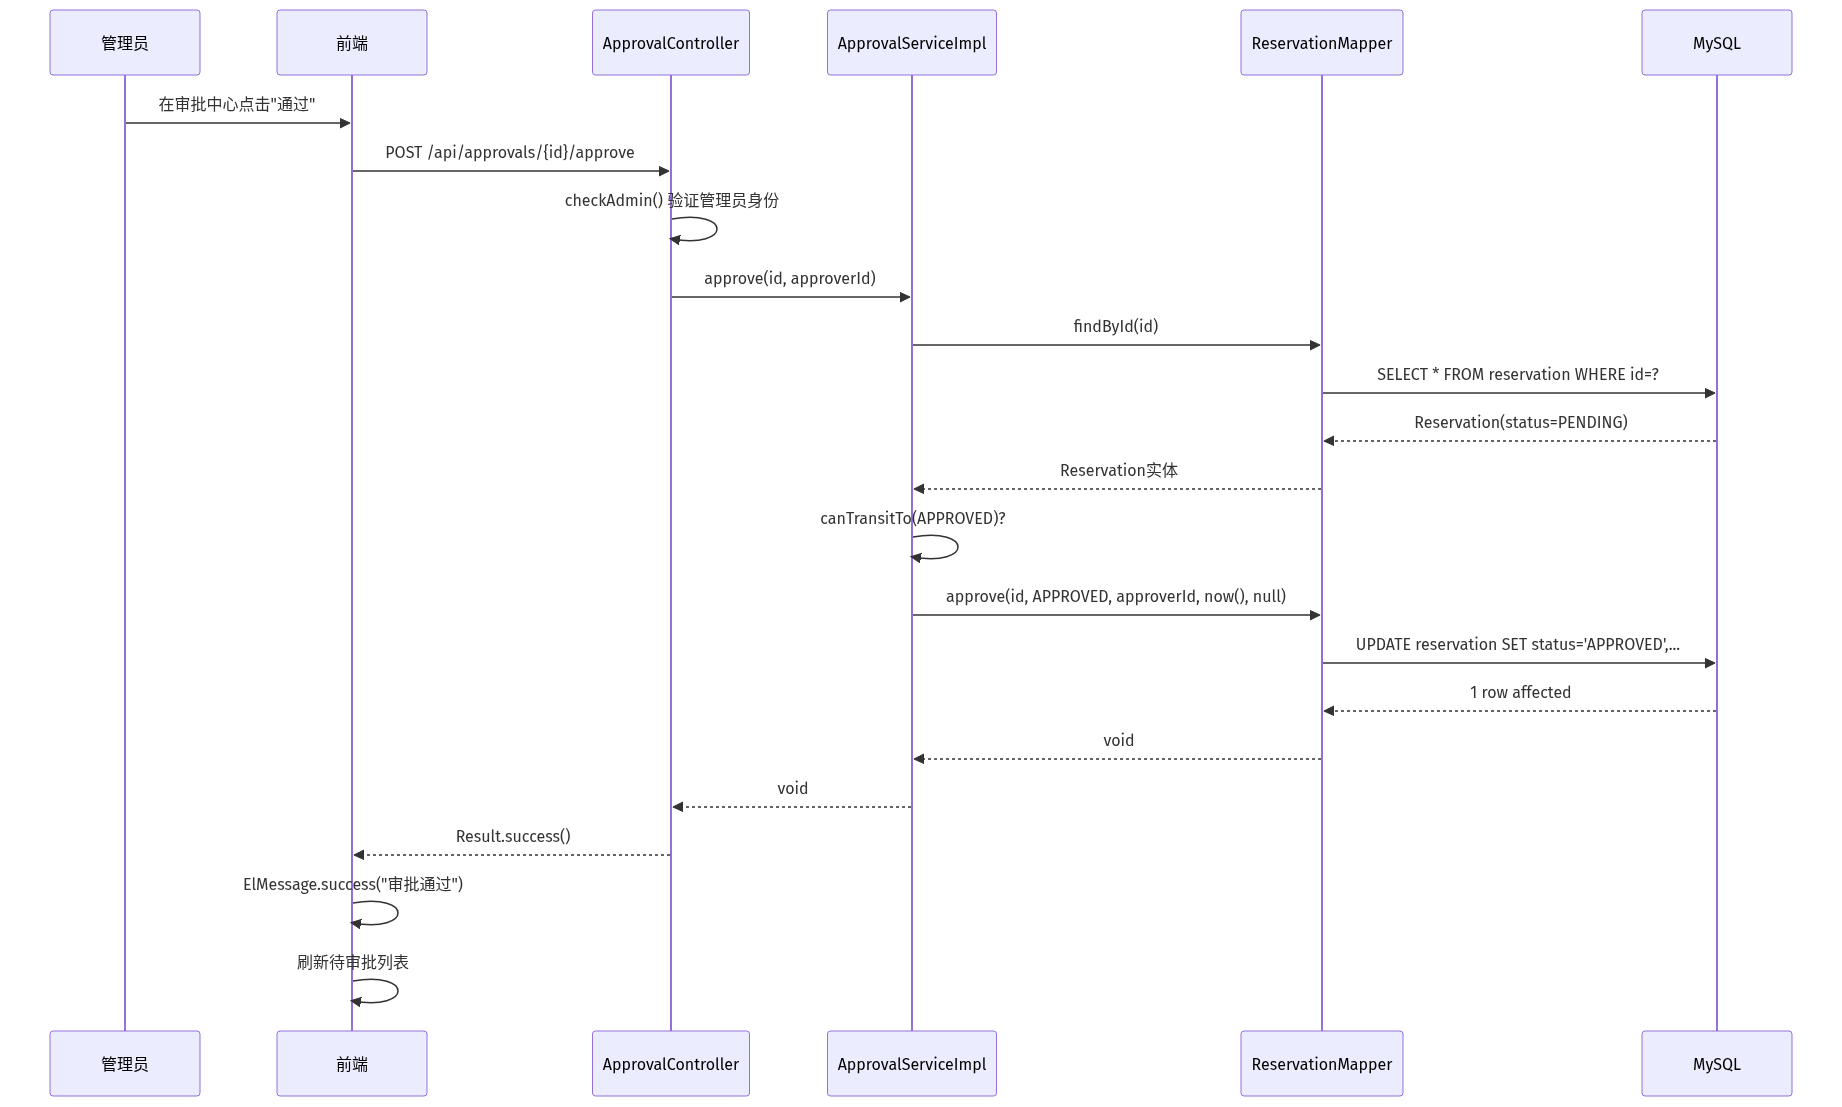 管理员
前端
ApprovalController
ApprovalServiceImpl
ReservationMapper
MySQL
在审批中心点击"通过"
POST /api/approvals/{id}/approve
checkAdmin() 验证管理员身份
approve(id, approverId)
findById(id)
SELECT * FROM reservation WHERE id=?
Reservation(status=PENDING)
Reservation实体
canTransitTo(APPROVED)?
approve(id, APPROVED, approverId, now(), null)
UPDATE reservation SET status='APPROVED',...
1 row affected
void
void
Result.success()
ElMessage.success("审批通过")
刷新待审批列表
管理员
前端
ApprovalController
ApprovalServiceImpl
ReservationMapper
MySQL